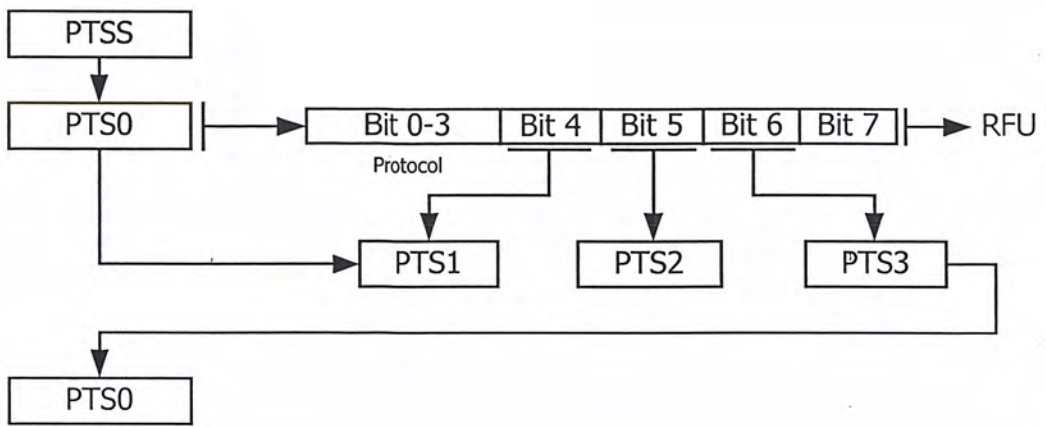 PTSS
PTS0
Bit 0-3 Bit 4 Bit 5 Bit 6 Bit 7 RFU
Protocol
PTS1 PTS2 PTS3
PTS0